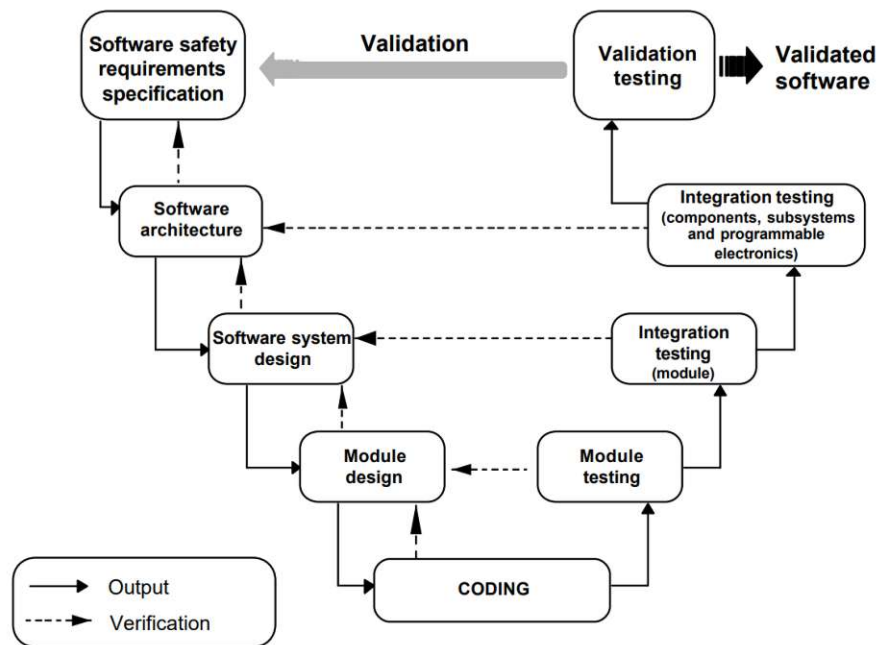 Software safety
requirements
specification
Validation
Validation
testing
Validated
software
Software
architecture
Integration testing
(components, subsystems
and programmable
electronics)
Software system
design
Integration
testing
(module)
Module
design
Module
testing
CODING
Output
Verification